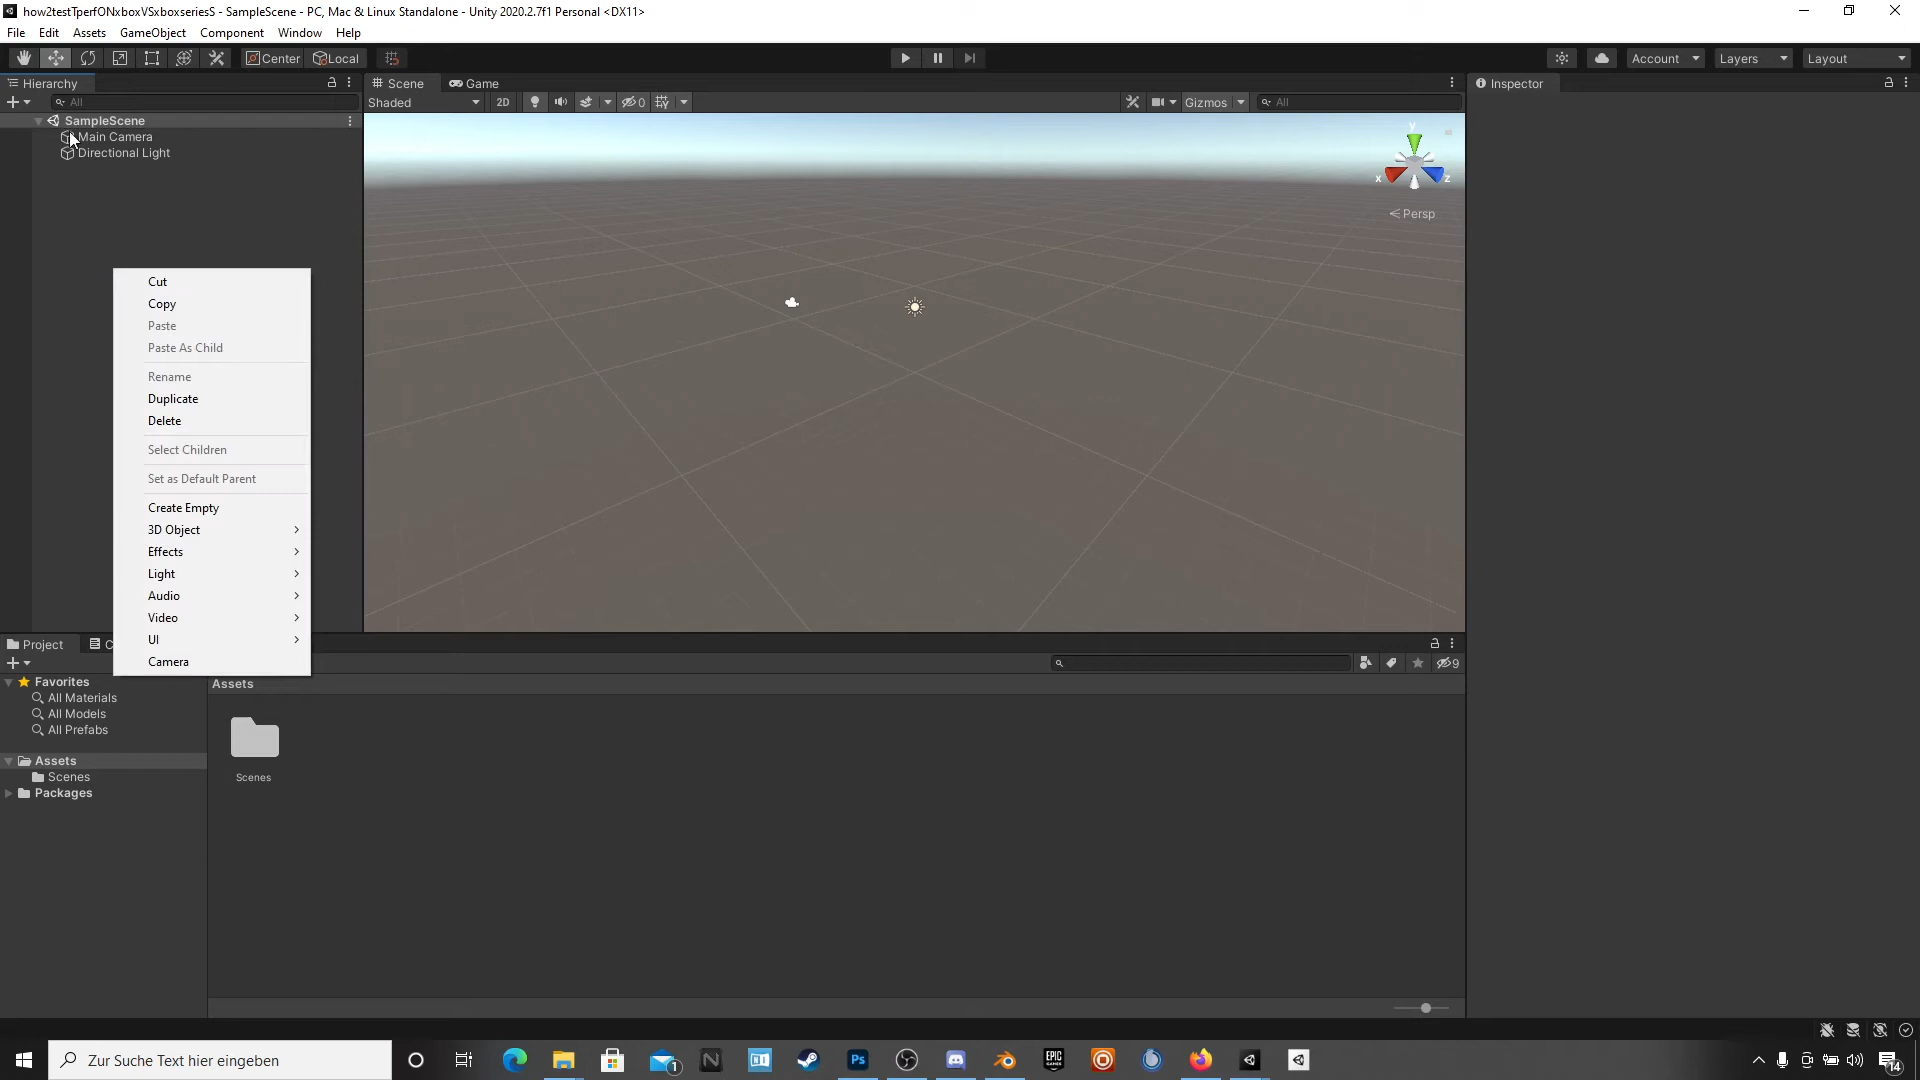 how2testTperfONxboxVSxboxseriesS - SampleScene - PC, Mac & Linux Standalone - Unity 2020.2.7f1 Personal <DX11>
File Edit Assets GameObject Component Window Help
Center Local Account Layers Layout
Hierarchy Scene Game Inspector
All Shaded 2D 0 Gizmos All
SampleScene
Main Camera
Directional Light
y
x z
Persp
Cut
Copy
Paste
Paste As Child
Rename
Duplicate
Delete
Select Children
Set as Default Parent
Create Empty
3D Object
Effects
Light
Audio
Video
UI
Camera
Project C
9
Favorites
All Materials
All Models
All Prefabs
Assets
Scenes
Packages
Assets
Scenes
Zur Suche Text hier eingeben
1
Ps
EPIC
GAMES
14